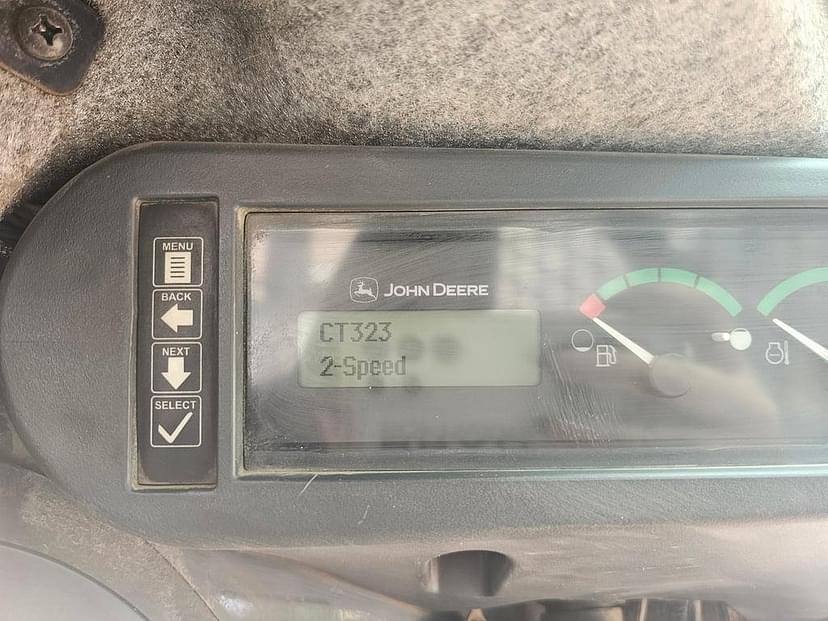 MENU
BACK
NEXT
SELECT
JOHN DEERE
CT323
2-Speed